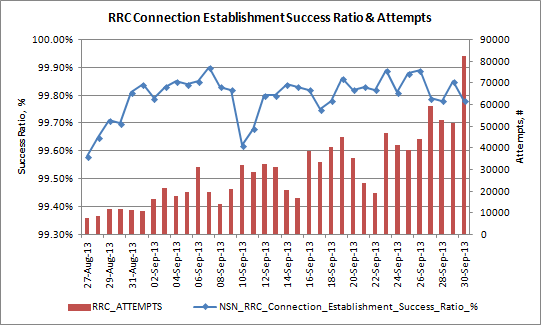 RRC Connection Establishment Success Ratio & Attempts
100.00%
99.90%
99.80%
99.70%
99.60%
99.50%
99.40%
99.30%
Success Ratio, %
90000
80000
70000
60000
50000
40000
30000
20000
10000
0
Attempts, #
27-Aug-13
29-Aug-13
31-Aug-13
02-Sep-13
04-Sep-13
06-Sep-13
08-Sep-13
10-Sep-13
12-Sep-13
14-Sep-13
16-Sep-13
18-Sep-13
20-Sep-13
22-Sep-13
24-Sep-13
26-Sep-13
28-Sep-13
30-Sep-13
RRC_ATTEMPTS
NSN_RRC_Connection_Establishment_Success_Ratio_%